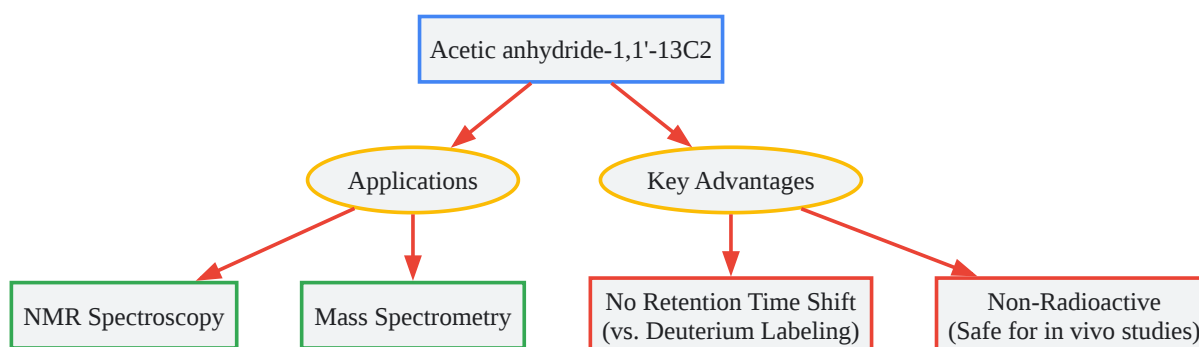 Acetic anhydride-1,1'-13C2
Applications
Key Advantages
NMR Spectroscopy
Mass Spectrometry
No Retention Time Shift
(vs. Deuterium Labeling)
Non-Radioactive
(Safe for in vivo studies)